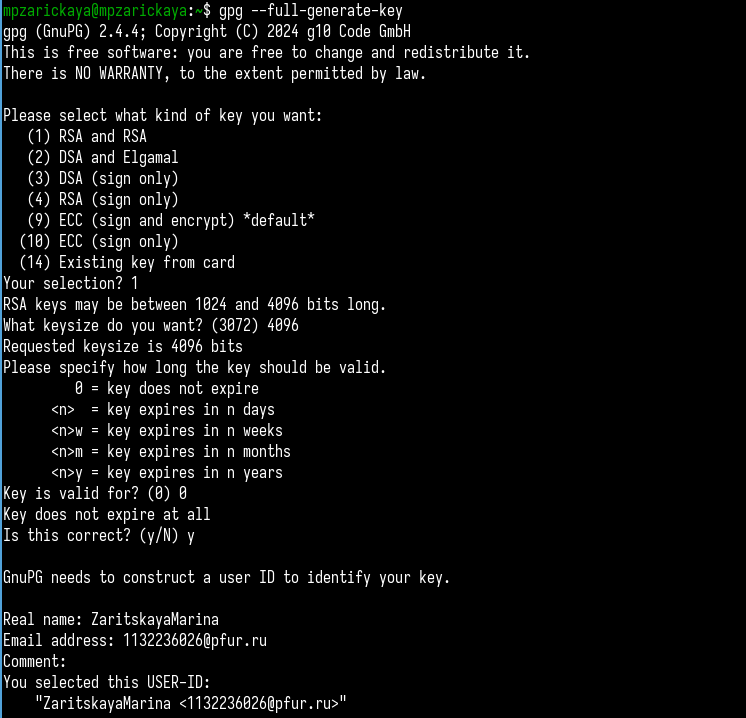 mpzarickaya@mpzarickaya:~$ gpg --full-generate-key
gpg (GnuPG) 2.4.4; Copyright (C) 2024 g10 Code GmbH
This is free software: you are free to change and redistribute it.
There is NO WARRANTY, to the extent permitted by law.

Please select what kind of key you want:
   (1) RSA and RSA
   (2) DSA and Elgamal
   (3) DSA (sign only)
   (4) RSA (sign only)
   (9) ECC (sign and encrypt) *default*
  (10) ECC (sign only)
  (14) Existing key from card
Your selection? 1
RSA keys may be between 1024 and 4096 bits long.
What keysize do you want? (3072) 4096
Requested keysize is 4096 bits
Please specify how long the key should be valid.
         0 = key does not expire
      <n>  = key expires in n days
      <n>w = key expires in n weeks
      <n>m = key expires in n months
      <n>y = key expires in n years
Key is valid for? (0) 0
Key does not expire at all
Is this correct? (y/N) y

GnuPG needs to construct a user ID to identify your key.

Real name: ZaritskayaMarina
Email address: 1132236026@pfur.ru
Comment:
You selected this USER-ID:
    "ZaritskayaMarina <1132236026@pfur.ru>"